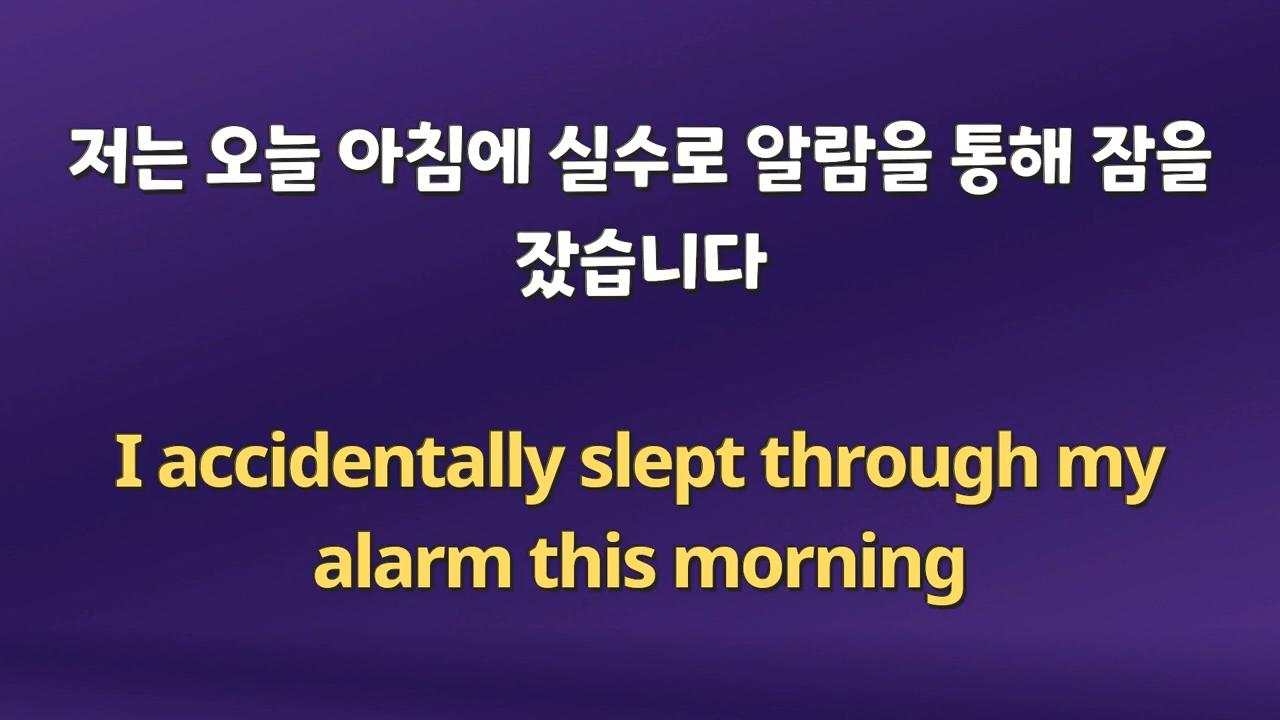 저는 오늘 아침에 실수로 알람을 통해 잠을
잤습니다
I accidentally slept through my
alarm this morning